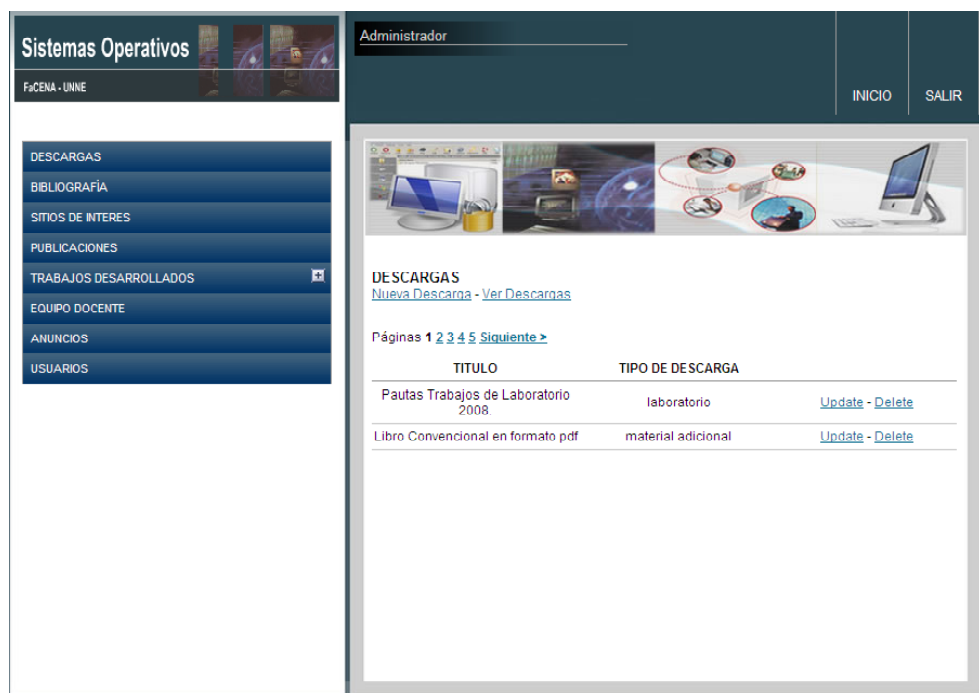 Sistemas Operativos
FaCENA - UNNE
Administrador
INICIO
SALIR
DESCARGAS
BIBLIOGRAFÍA
SITIOS DE INTERES
PUBLICACIONES
TRABAJOS DESARROLLADOS
EQUIPO DOCENTE
ANUNCIOS
USUARIOS
DESCARGAS
Nueva Descarga - Ver Descargas
Páginas 1 2 3 4 5 Siguiente >
TITULO TIPO DE DESCARGA
Pautas Trabajos de Laboratorio
2008. laboratorio Update - Delete
Libro Convencional en formato pdf material adicional Update - Delete